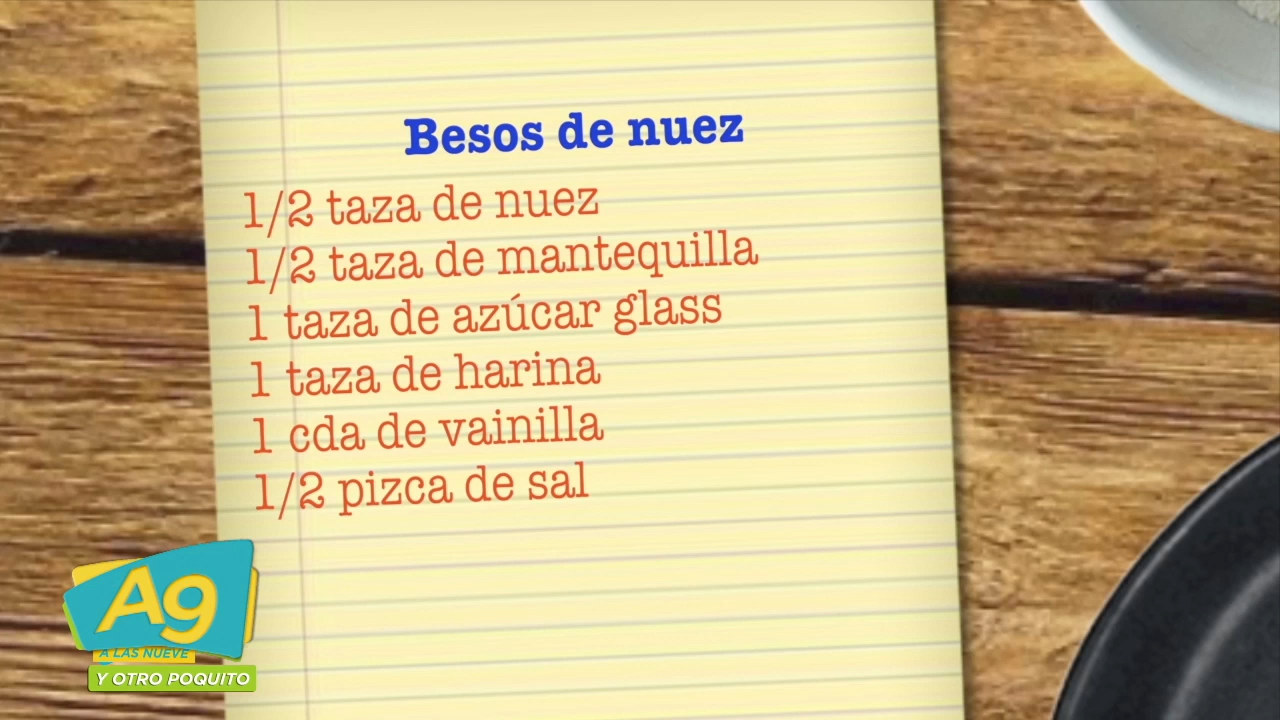 Besos de nuez
1/2 taza de nuez
1/2 taza de mantequilla
1 taza de azúcar glass
1 taza de harina
1 cda de vainilla
1/2 pizca de sal
A9
A LAS NUEVE
Y OTRO POQUITO